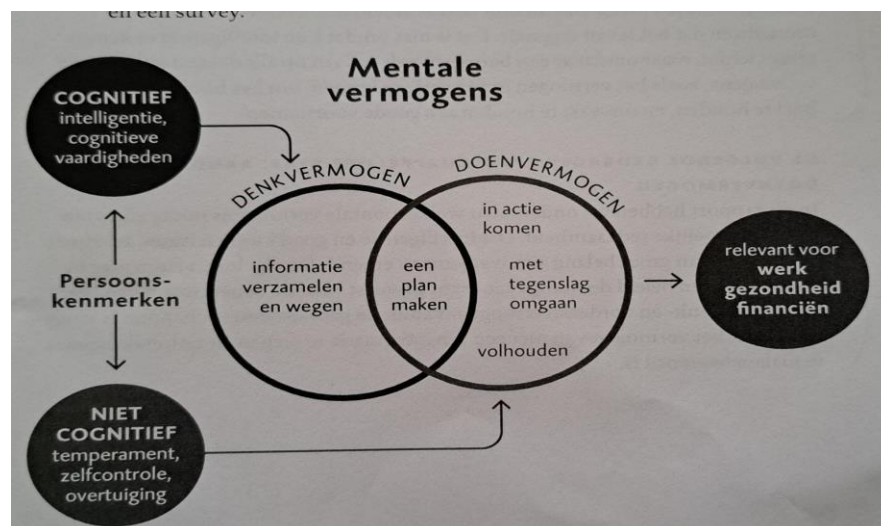 en een survey.
Mentale
vermogens
COGNITIEF
intelligentie,
cognitieve
vaardigheden
Persoons-
kenmerken
NIET
COGNITIEF
temperament,
zelfcontrole,
overtuiging
DENKVERMOGEN
informatie
verzamelen
en wegen
een
plan
maken
DOENVERMOGEN
in actie
komen
met
tegenslag
omgaan
volhouden
relevant voor
werk
gezondheid
financiën